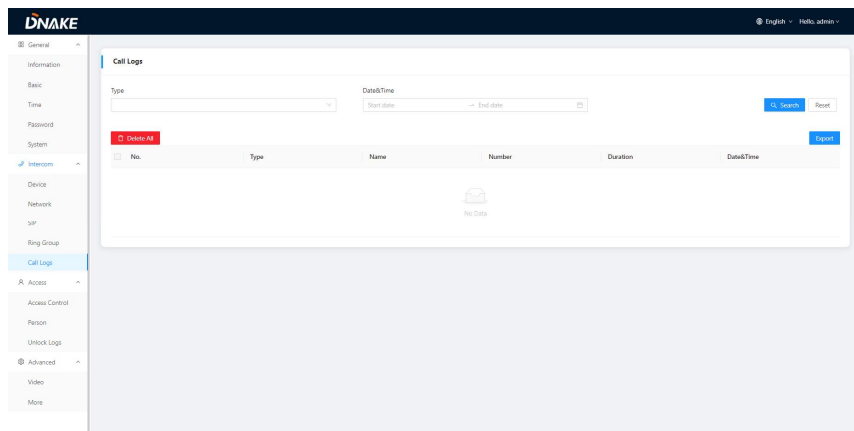 DNAKE
English
Hello, admin
General
Information
Basic
Time
Password
System
Intercom
Device
Network
SIP
Ring Group
Call Logs
Access
Access Control
Person
Unlock Logs
Advanced
Video
More
Call Logs
Type
Date&Time
Start date
End date
Search
Reset
Delete All
Export
No.
Type
Name
Number
Duration
Date&Time
No Data